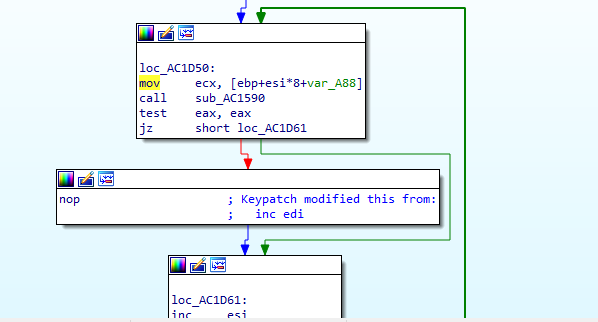 loc_AC1D50:
mov ecx, [ebp+esi*8+var_A88]
call sub_AC1590
test eax, eax
jz short loc_AC1D61
nop ; Keypatch modified this from:
; inc edi
loc_AC1D61:
inc esi